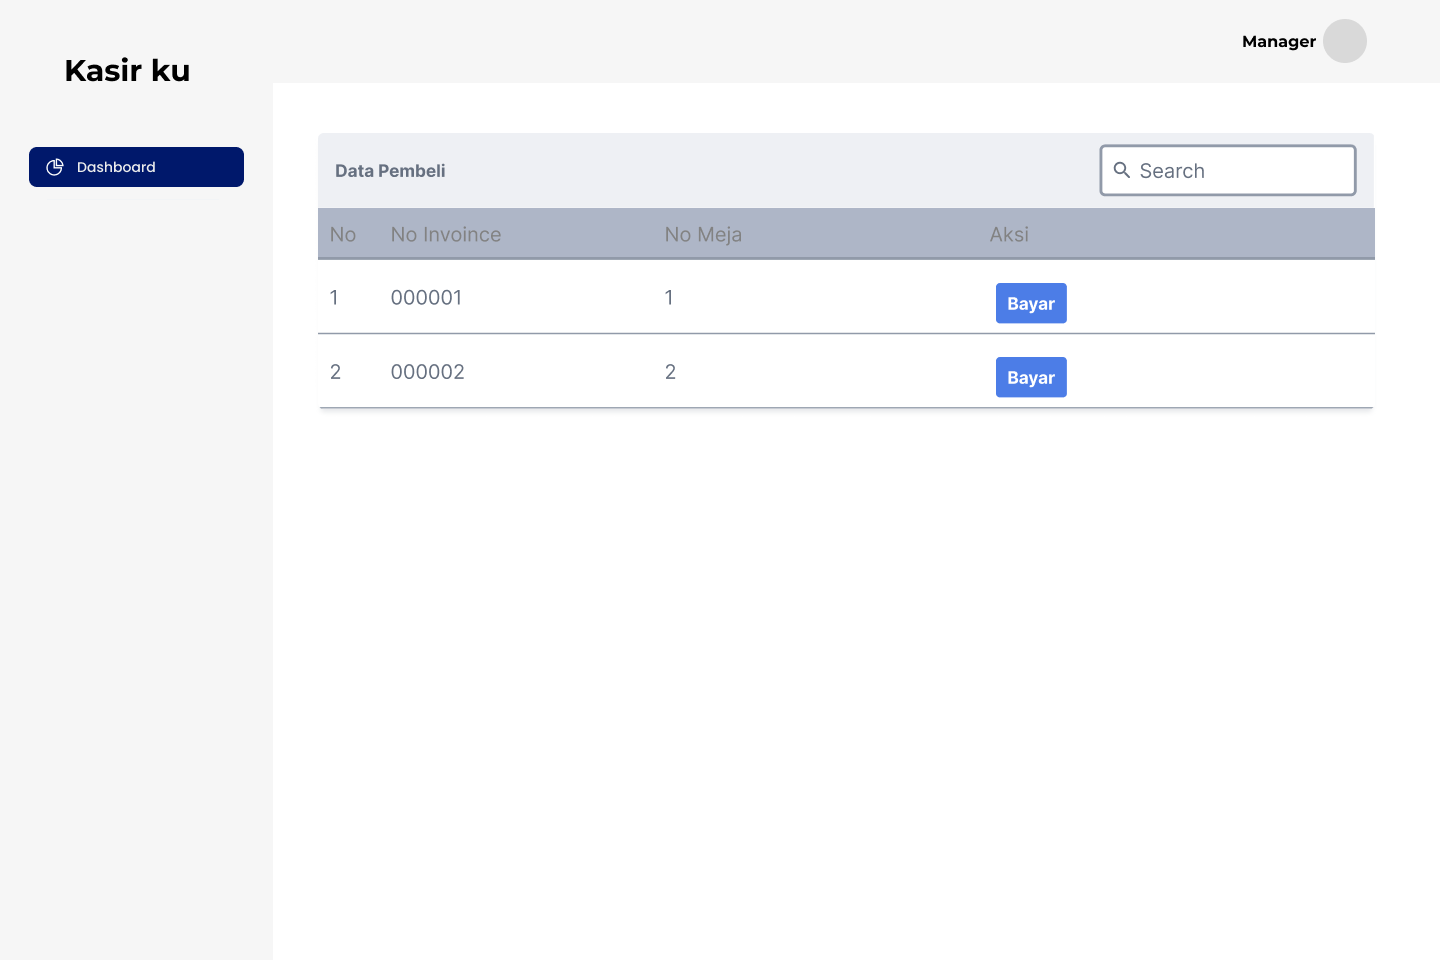 Manager
Kasir ku
Dashboard
Data Pembeli
Search
No No Invoince No Meja Aksi
1 000001 1 Bayar
2 000002 2 Bayar